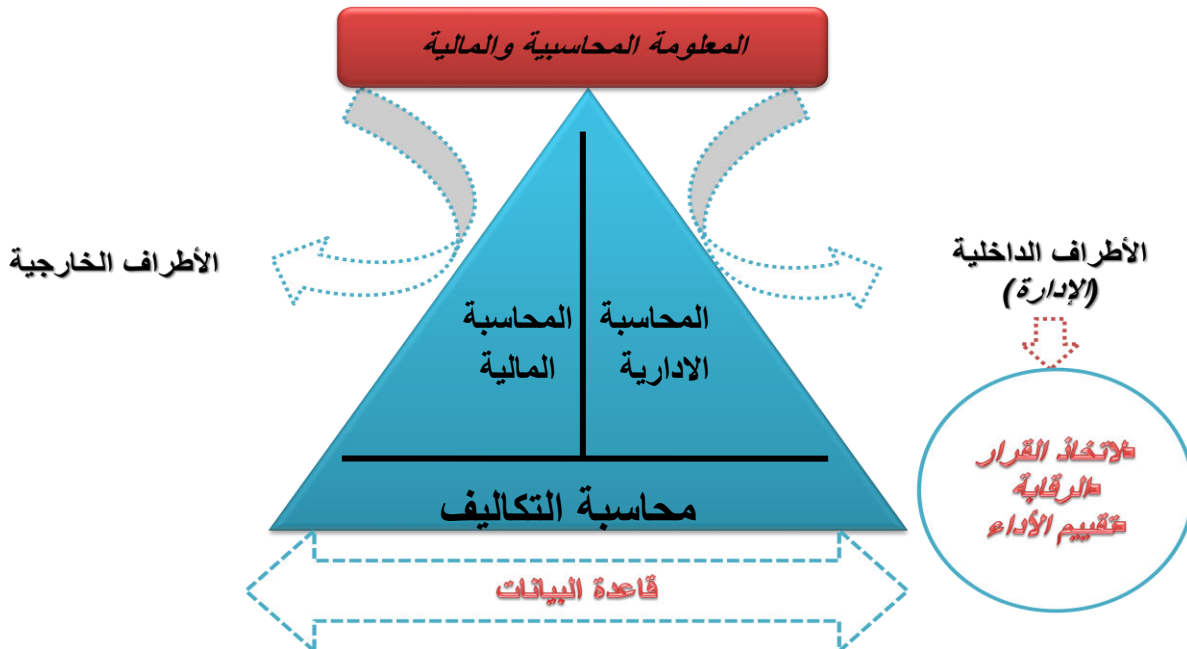 المعلومة المحاسبية والمالية
الأطراف الداخلية
(الإدارة)
الأطراف الخارجية
المحاسبة
الادارية
المحاسبة
المالية
اتخاذ القرار
الرقابة
تقييم الأداء
محاسبة التكاليف
قاعدة البيانات